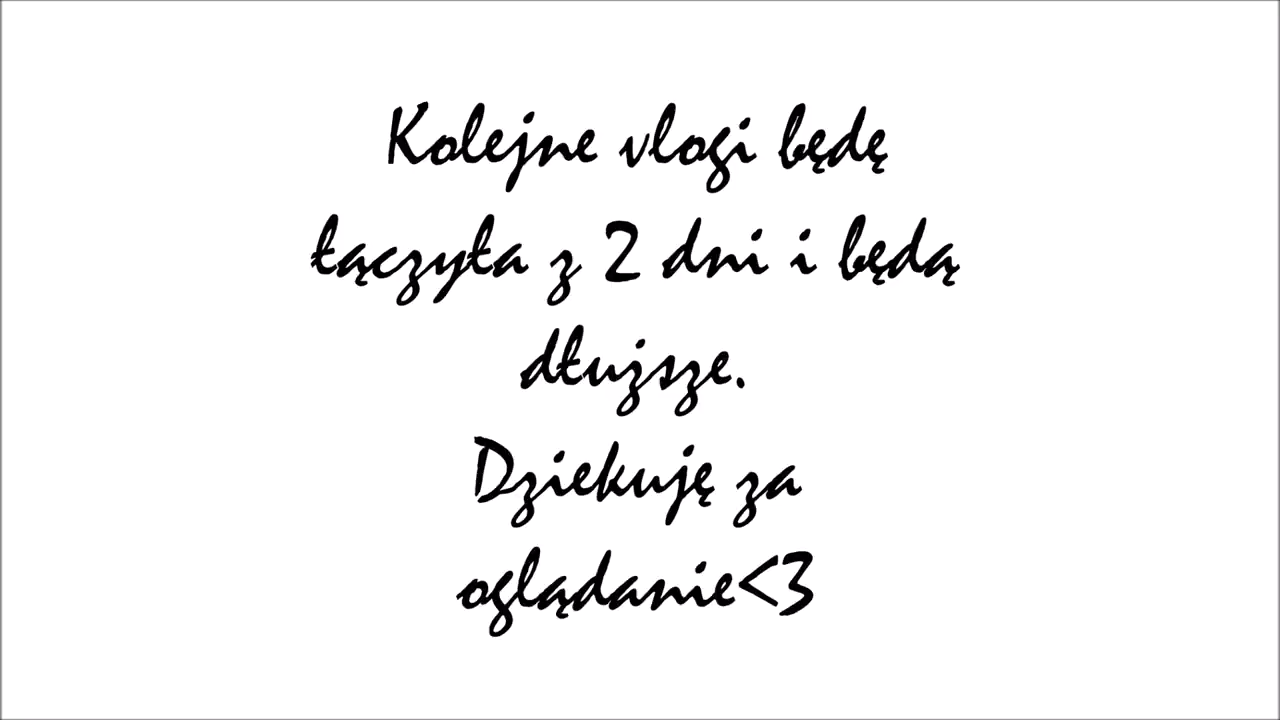 Kolejne vlogi będę
łączyła z 2 dni i będą
dłuższe.
Dziekuję za
oglądanie<3